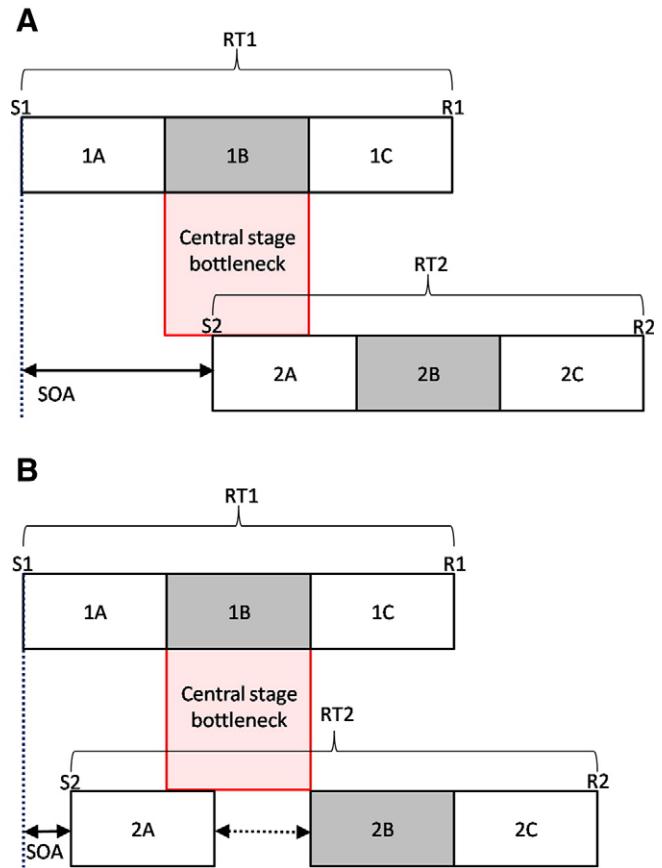 A
RT1
S1 R1
1A 1B 1C
Central stage
bottleneck
RT2
S2 R2
2A 2B 2C
SOA
B
RT1
S1 R1
1A 1B 1C
Central stage
bottleneck
RT2
S2 R2
2A 2B 2C
SOA